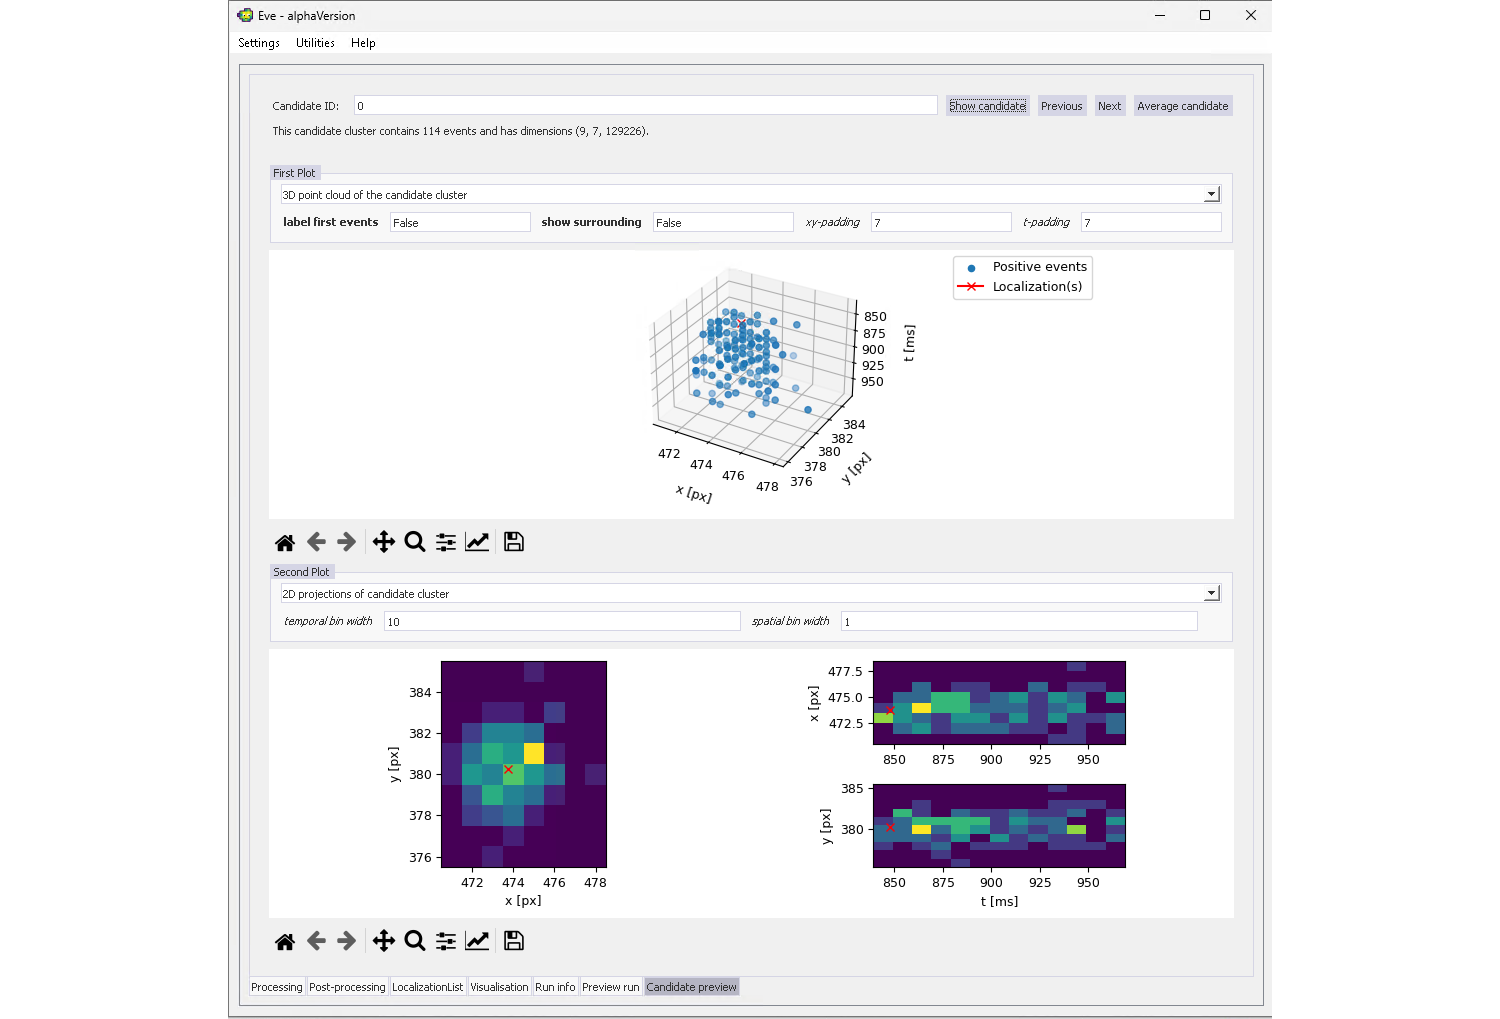 Eve - alphaVersion
Settings Utilities Help
Candidate ID: 0 Show candidate Previous Next Average candidate
This candidate cluster contains 114 events and has dimensions (9, 7, 129226).
First Plot
3D point cloud of the candidate cluster
label first events False show surrounding False xy-padding 7 t-padding 7
Positive events
Localization(s)
850
875
900
925
950
t [ms]
384
382
380
378
376
y [px]
472 474 476 478
x [px]
Second Plot
2D projections of candidate cluster
temporal bin width 10 spatial bin width 1
384
382
380
378
376
y [px]
472 474 476 478
x [px]
477.5
475.0
472.5
x [px]
850 875 900 925 950
385
380
y [px]
850 875 900 925 950
t [ms]
Processing Post-processing LocalizationList Visualisation Run info Preview run Candidate preview